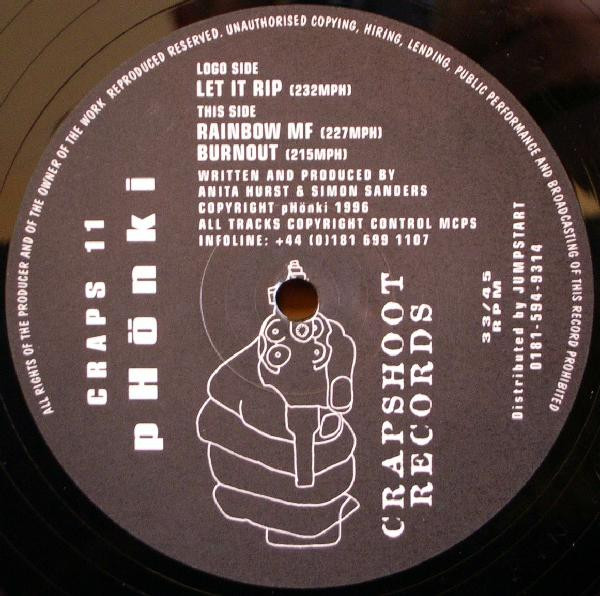 ALL RIGHTS OF THE PRODUCER AND OF THE OWNER OF THE WORK REPRODUCED RESERVED. UNAUTHORISED COPYING, HIRING, LENDING, PUBLIC PERFORMANCE AND BROADCASTING OF THIS RECORD PROHIBITED
LOGO SIDE
LET IT RIP (232MPH)
THIS SIDE
RAINBOW MF (227MPH)
BURNOUT (215MPH)
WRITTEN AND PRODUCED BY
ANITA HURST & SIMON SANDERS
COPYRIGHT pHönki 1996
ALL TRACKS COPYRIGHT CONTROL MCPS
INFOLINE: +44 (0)181 699 1107
CRAPS 11
pHönki
CRAPSHOOT
RECORDS
33/45
RPM
Distributed by JUMPSTART
0181-594-9314